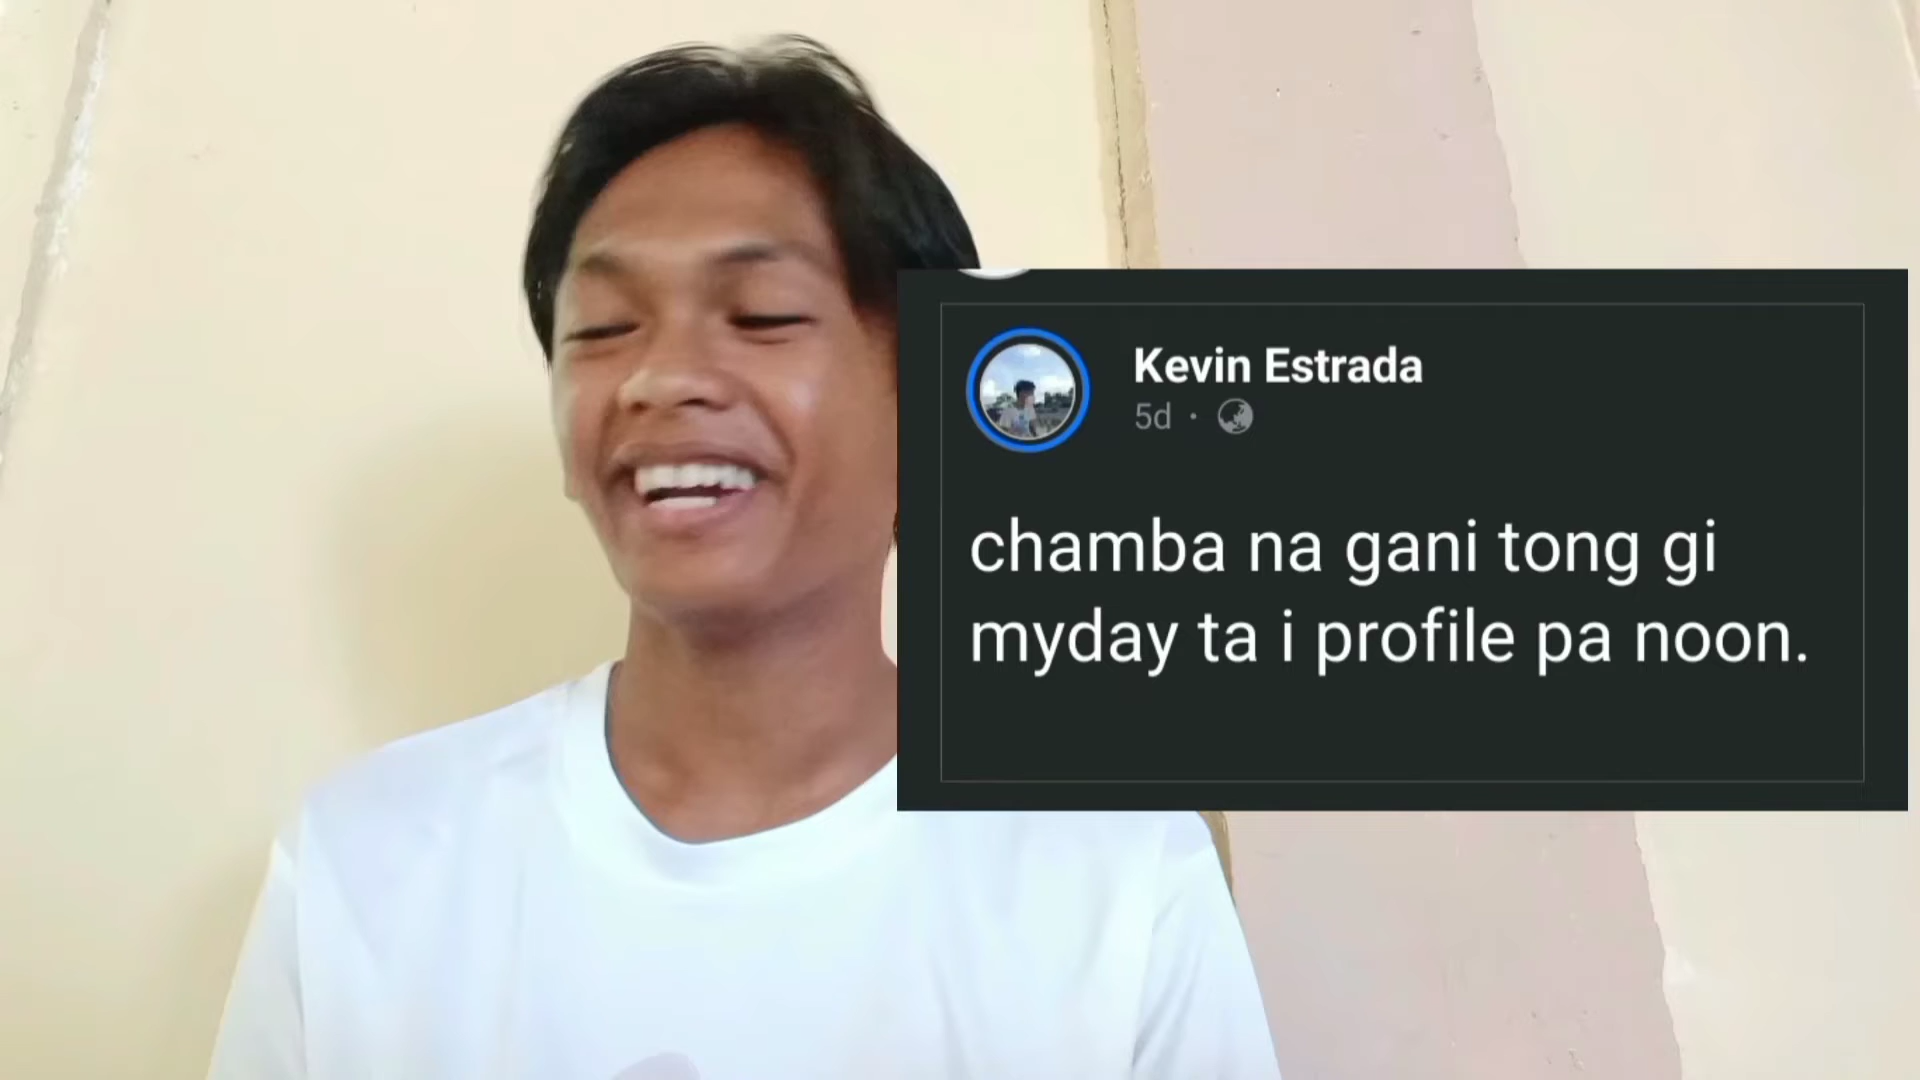 Kevin Estrada
5d ·
chamba na gani tong gi
myday ta i profile pa noon.